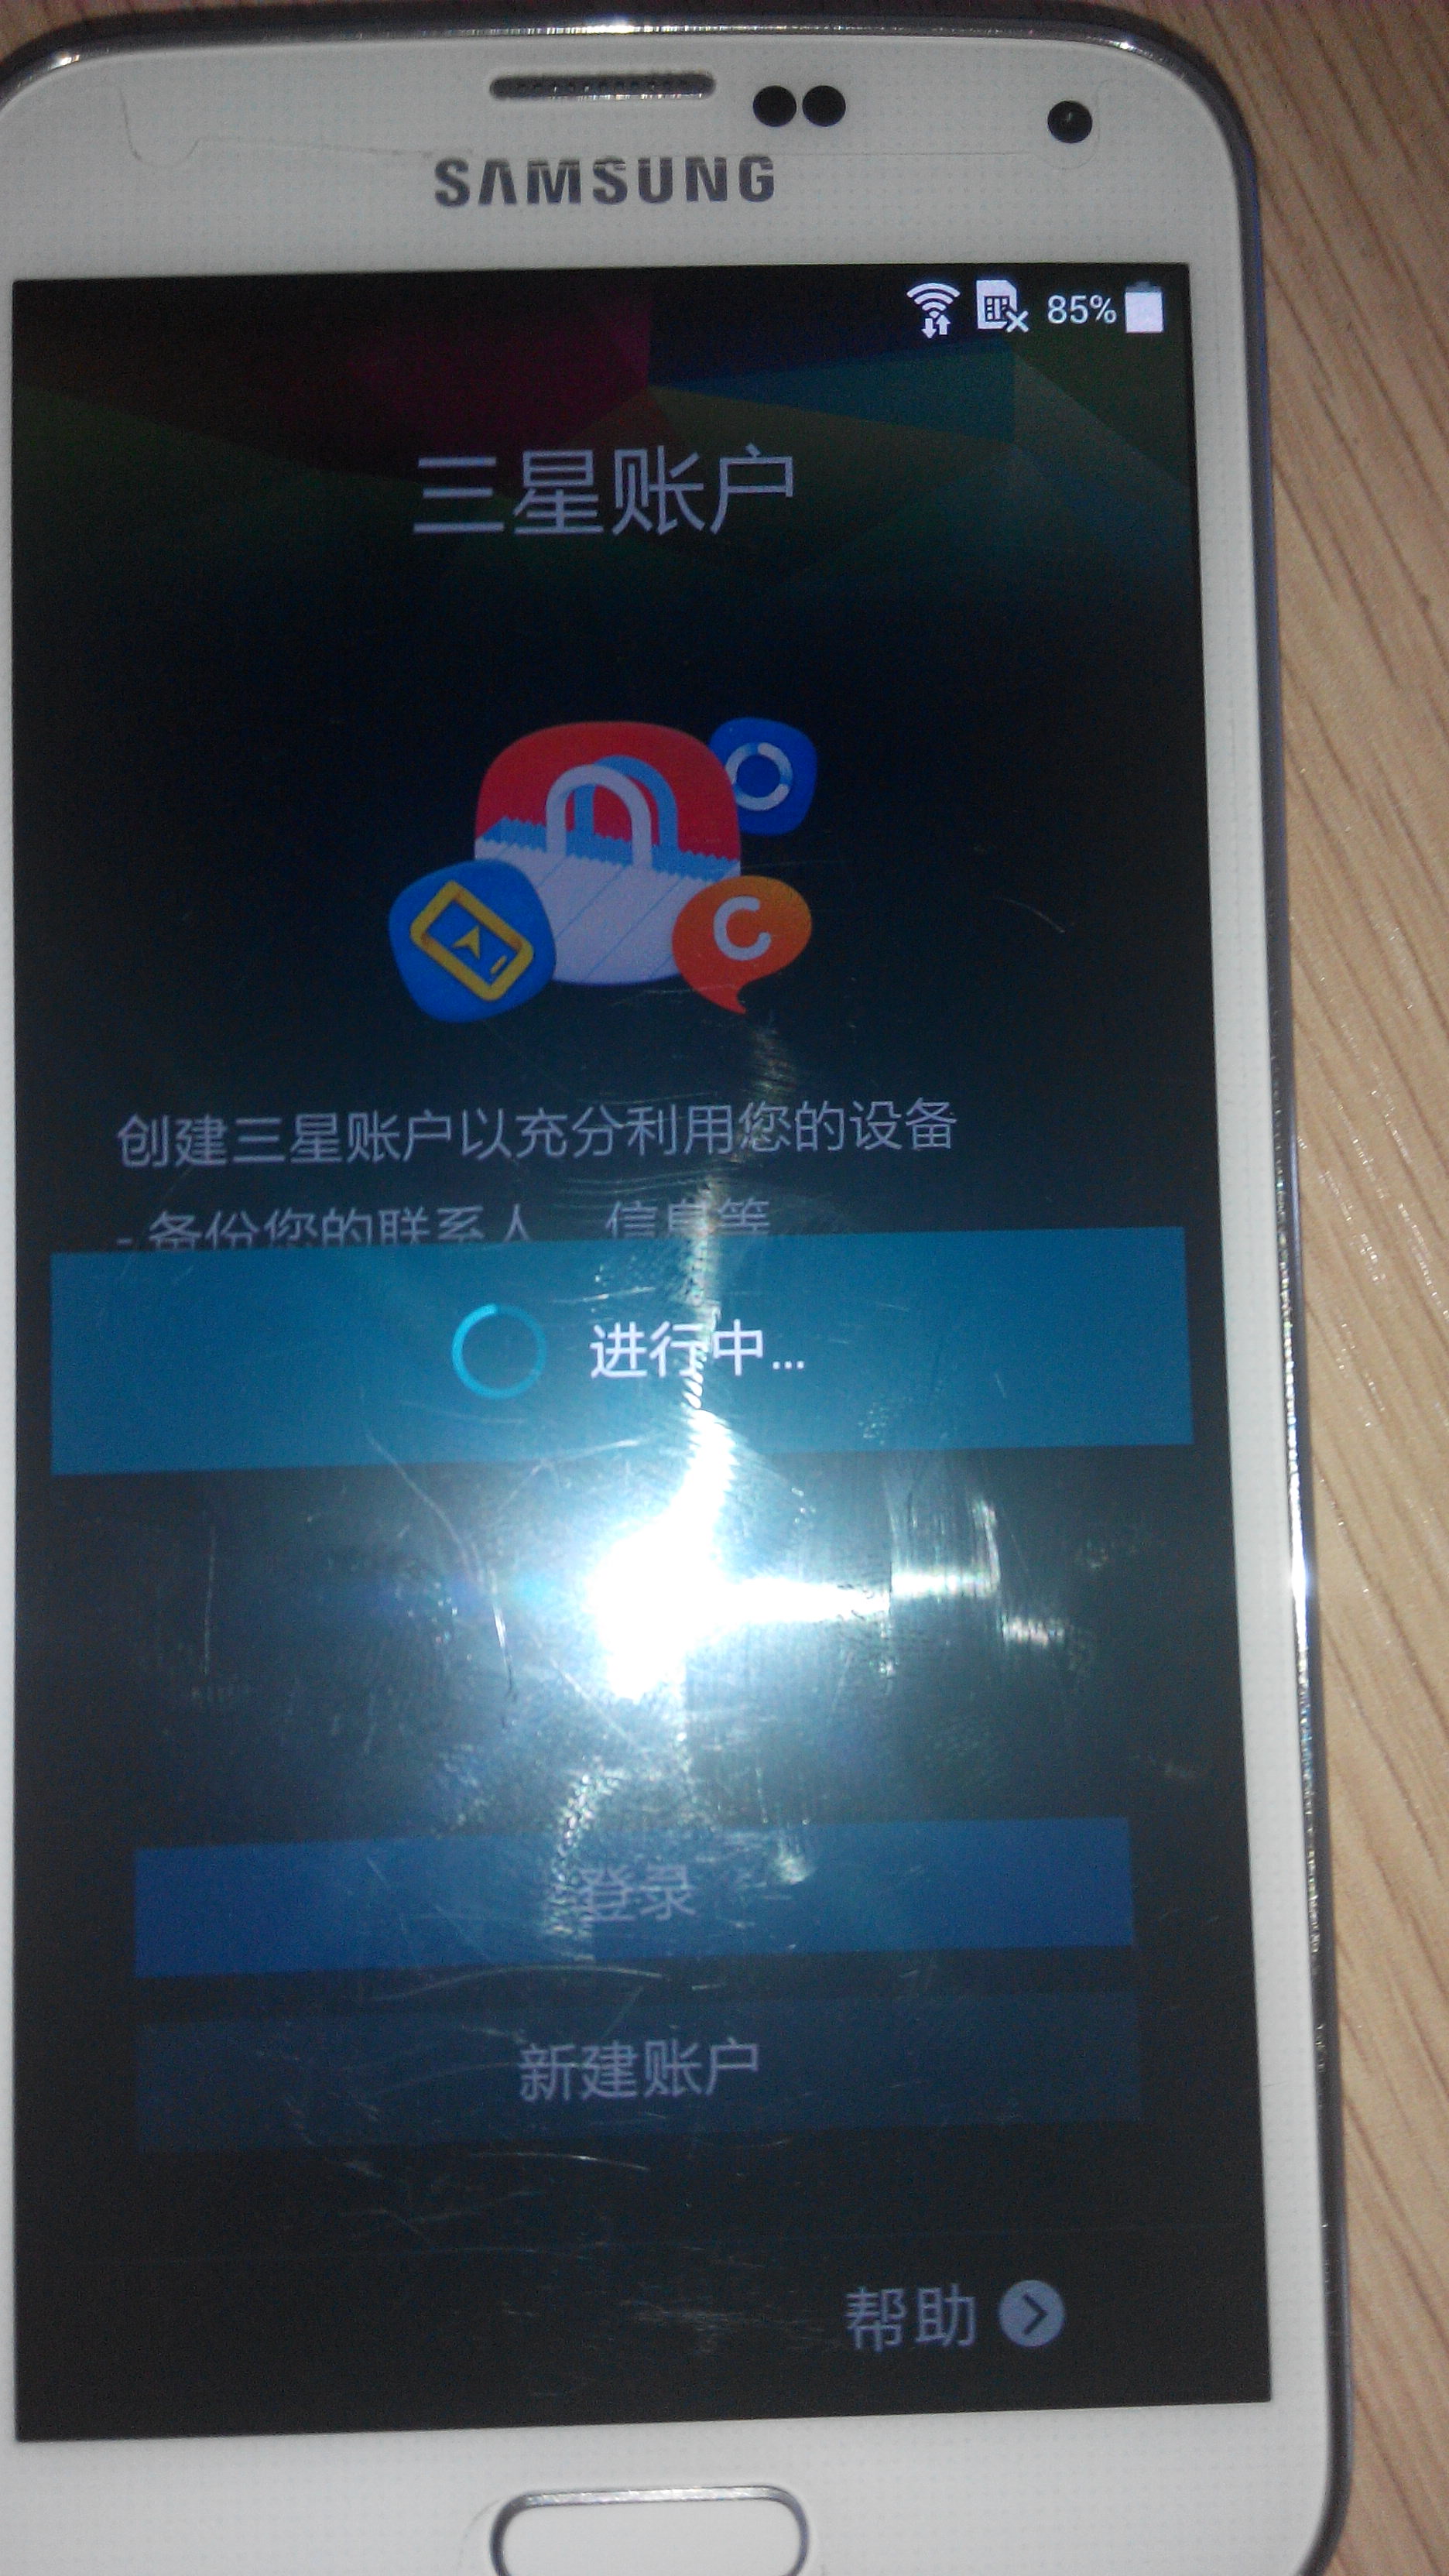 SAMSUNG
85%
三星账户
创建三星账户以充分利用您的设备
- 备份您的联系人、信息等
进行中...
登录
新建账户
帮助